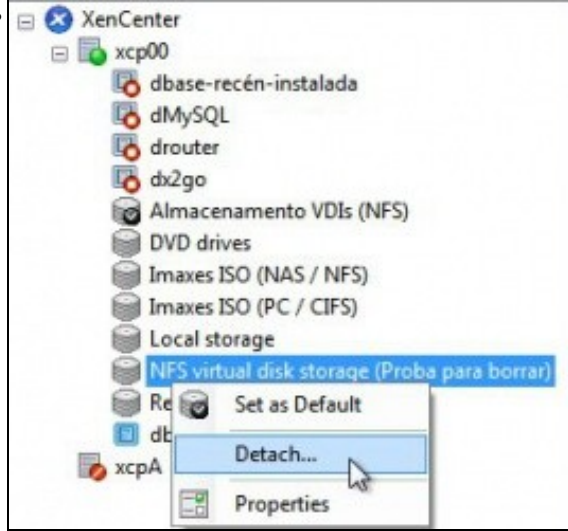 XenCenter
xcp00
dbase-recén-instalada
dMySQL
drouter
dx2go
Almacenamento VDIs (NFS)
DVD drives
Imaxes ISO (NAS / NFS)
Imaxes ISO (PC / CIFS)
Local storage
NFS virtual disk storage (Proba para borrar)
Set as Default
Detach...
xcpA
Properties